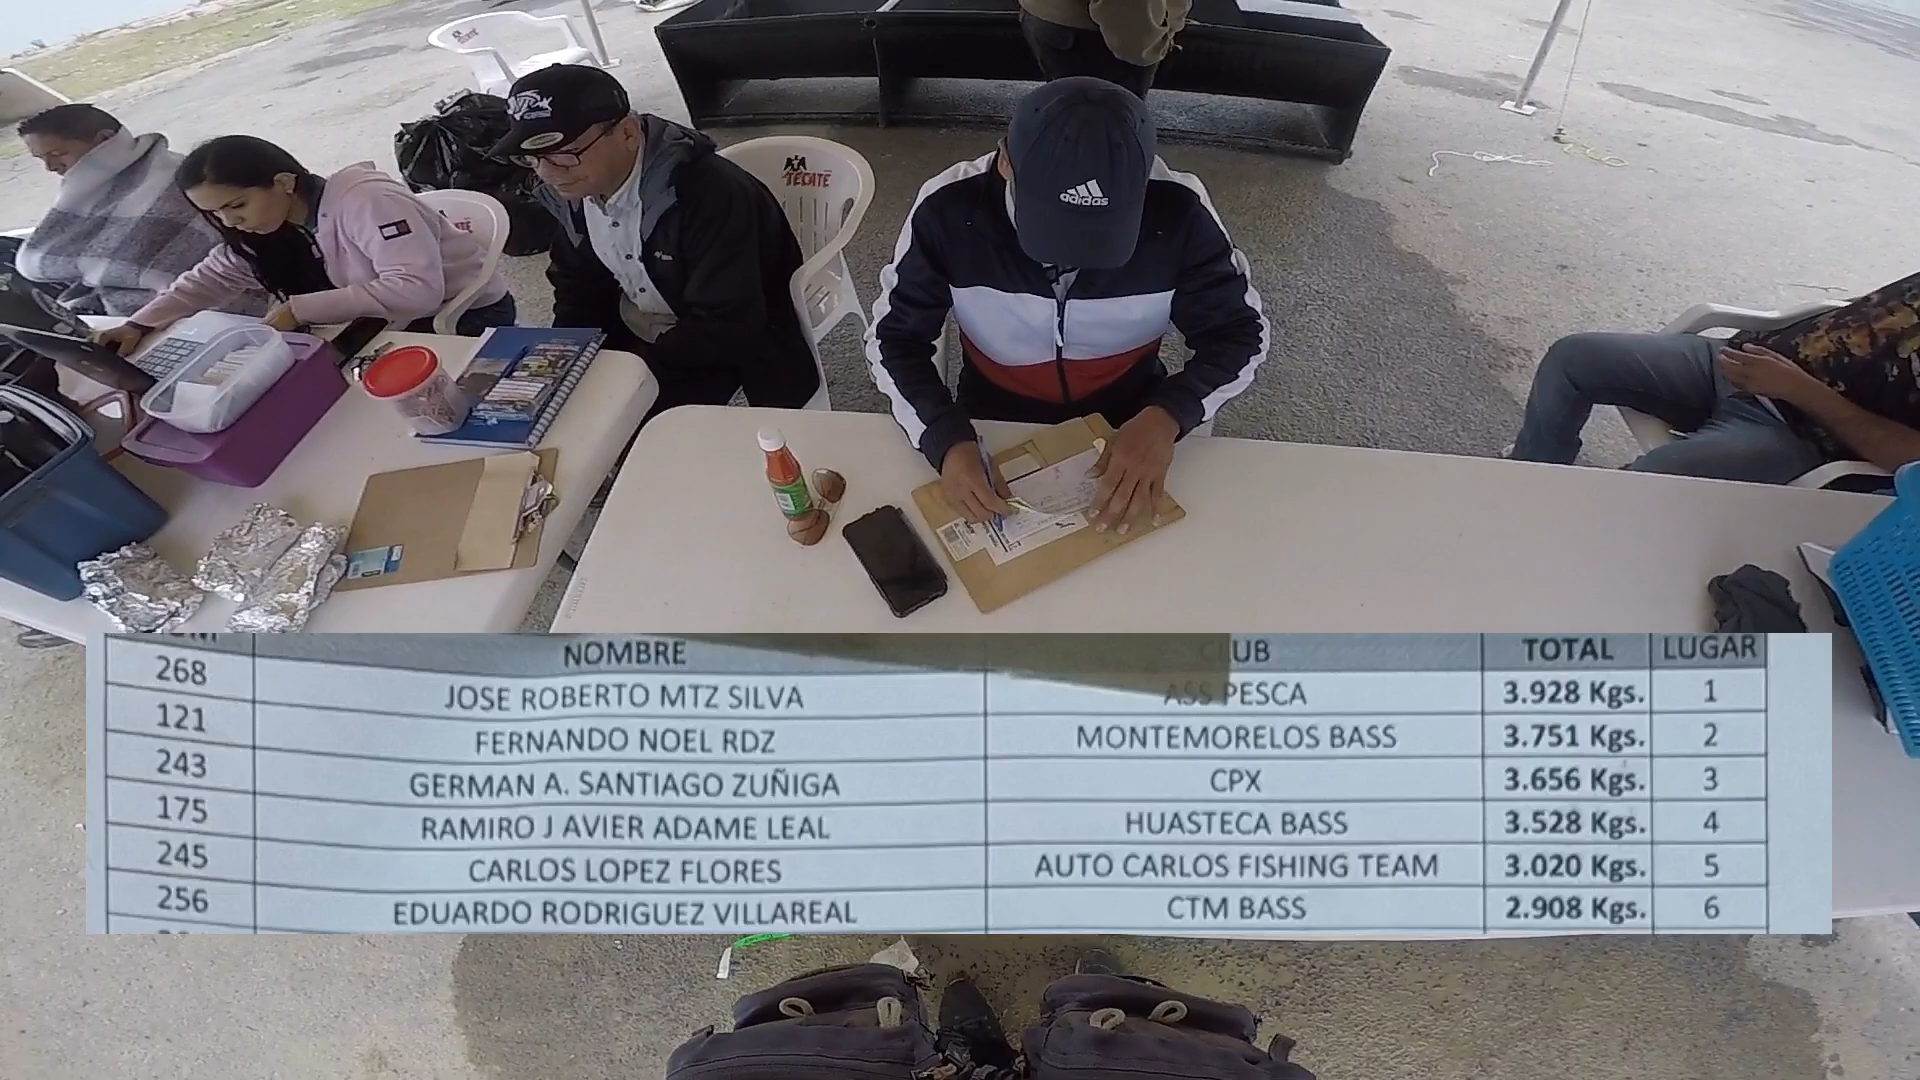 TECATE
TECATE
adidas
NOMBRE CLUB TOTAL LUGAR
268 JOSE ROBERTO MTZ SILVA ASS PESCA 3.928 Kgs. 1
121 FERNANDO NOEL RDZ MONTEMORELOS BASS 3.751 Kgs. 2
243 GERMAN A. SANTIAGO ZUÑIGA CPX 3.656 Kgs. 3
175 RAMIRO J AVIER ADAME LEAL HUASTECA BASS 3.528 Kgs. 4
245 CARLOS LOPEZ FLORES AUTO CARLOS FISHING TEAM 3.020 Kgs. 5
256 EDUARDO RODRIGUEZ VILLAREAL CTM BASS 2.908 Kgs. 6